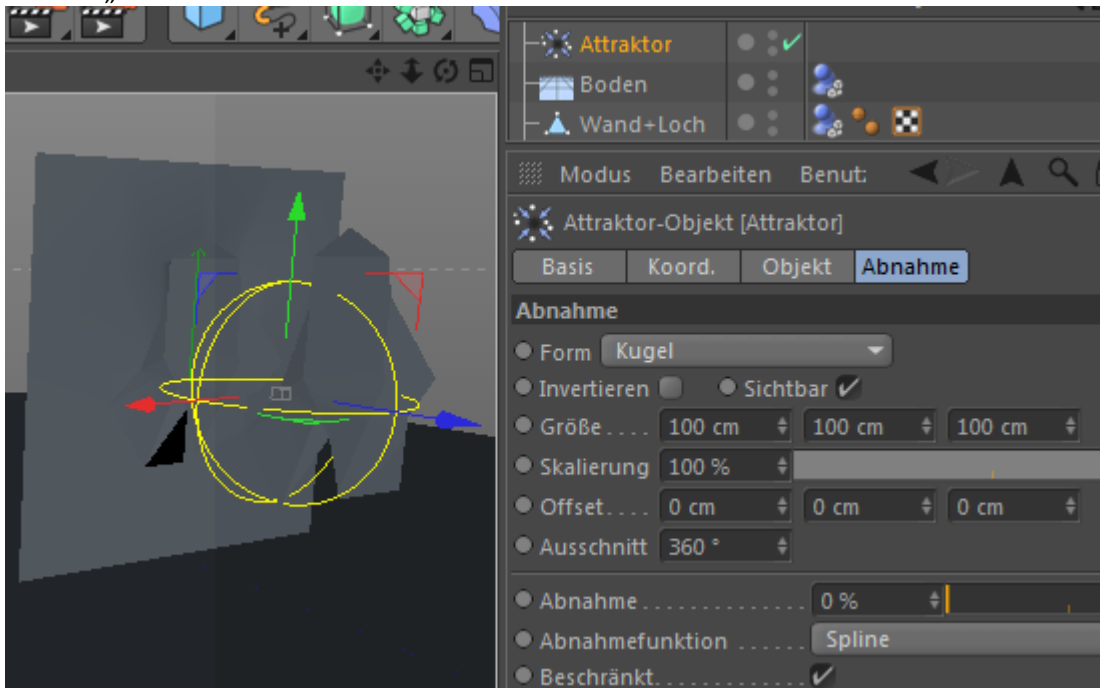 Attraktor
Boden
Wand+Loch
Modus Bearbeiten Benut:
Attraktor-Objekt [Attraktor]
Basis Koord. Objekt Abnahme
Abnahme
Form Kugel
Invertieren Sichtbar
Größe.... 100 cm 100 cm 100 cm
Skalierung 100 %
Offset.... 0 cm 0 cm 0 cm
Ausschnitt 360 °
Abnahme............... 0 %
Abnahmefunktion ...... Spline
Beschränkt.............